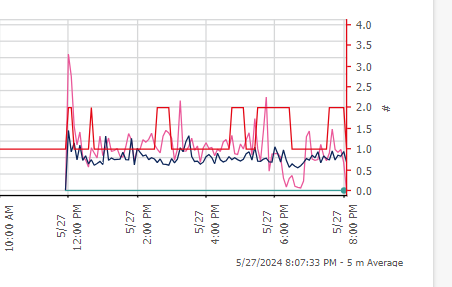 4.0
3.5
3.0
2.5
2.0
1.5
1.0
0.5
0.0
#
10:00 AM
5/27
12:00 PM
5/27
2:00 PM
5/27
4:00 PM
5/27
6:00 PM
5/27
8:00 PM
5/27/2024 8:07:33 PM - 5 m Average